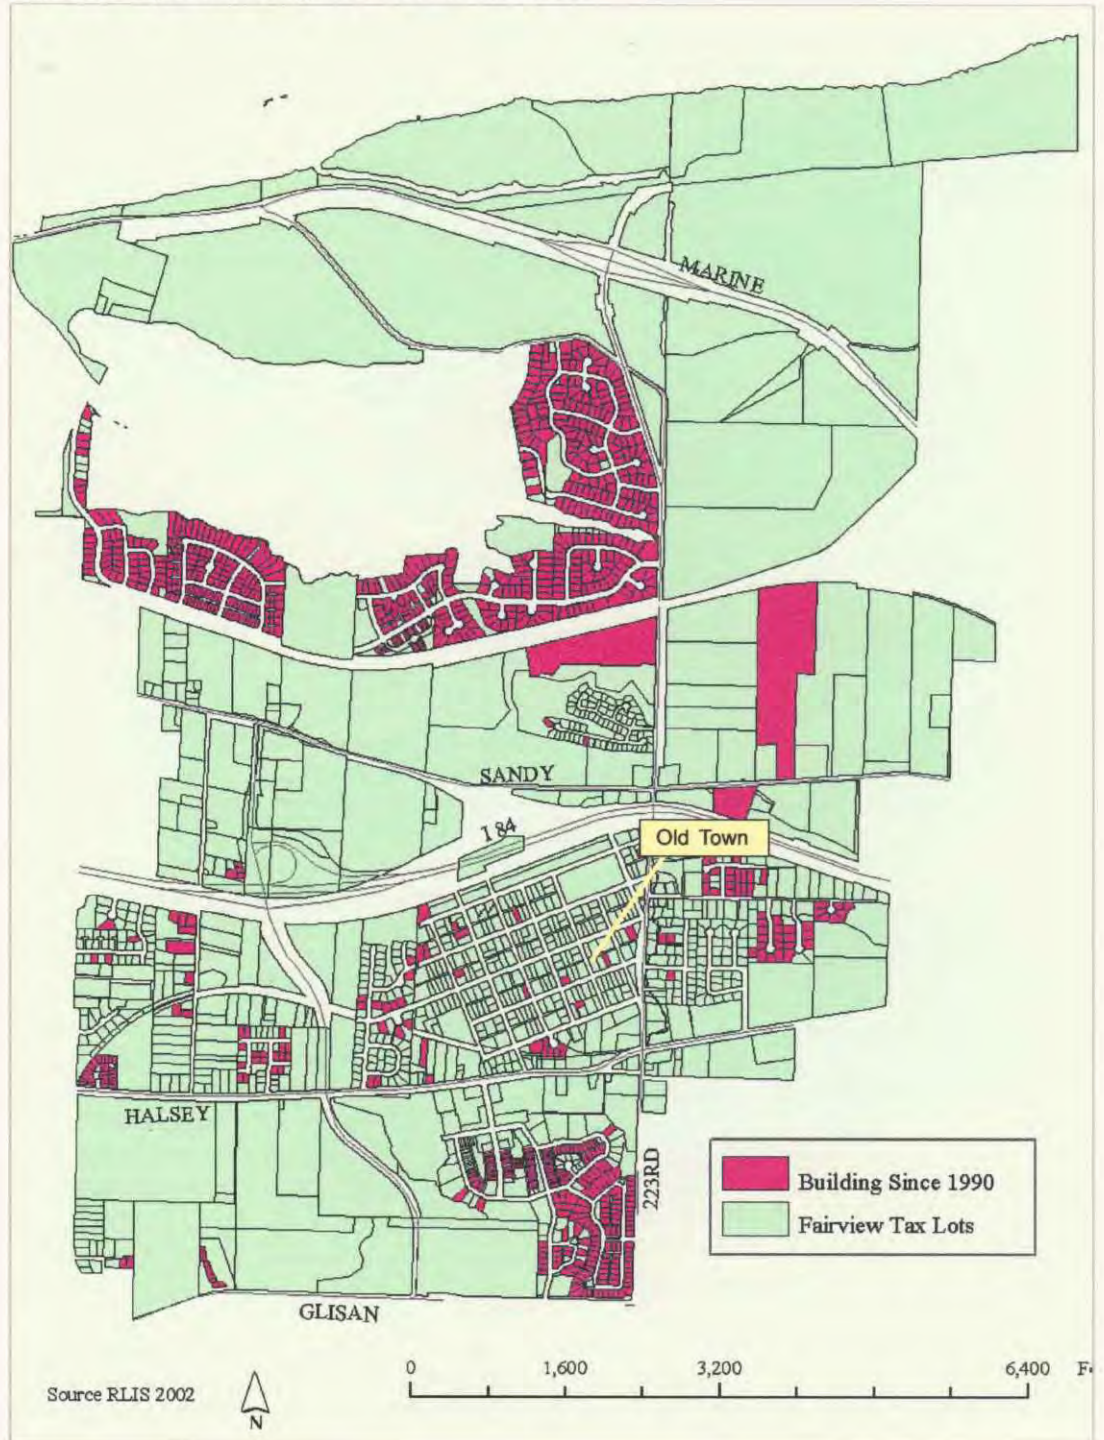 MARINE
SANDY
I 84
Old Town
HALSEY
223RD
Building Since 1990
Fairview Tax Lots
GLISAN
0 1,600 3,200 6,400
Source RLIS 2002
N